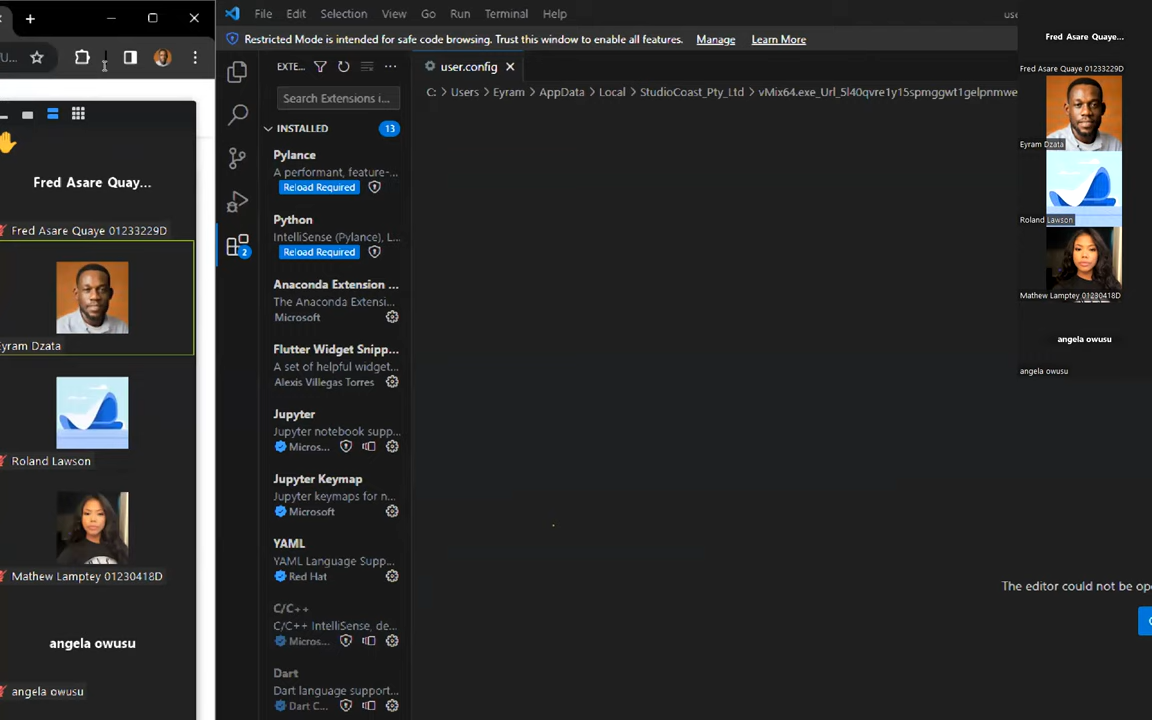 File Edit Selection View Go Run Terminal Help
Restricted Mode is intended for safe code browsing. Trust this window to enable all features. Manage Learn More
U...
Fred Asare Quay...
Fred Asare Quaye 01233229D
Eyram Dzata
Roland Lawson
Mathew Lamptey 01230418D
angela owusu
angela owusu
EXTE...
Search Extensions i...
INSTALLED 13
Pylance
A performant, feature-...
Reload Required
Python
IntelliSense (Pylance), L...
Reload Required
2
Anaconda Extension ...
The Anaconda Extensi...
Microsoft
Flutter Widget Snipp...
A set of helpful widget...
Alexis Villegas Torres
Jupyter
Jupyter notebook supp...
Micros...
Jupyter Keymap
Jupyter keymaps for n...
Microsoft
YAML
YAML Language Supp...
Red Hat
C/C++
C/C++ IntelliSense, de...
Micros...
Dart
Dart language support...
Dart C...
user.config
C: Users Eyram AppData Local StudioCoast_Pty_Ltd
The editor could not be ope
Fred Asare Quaye...
Fred Asare Quaye 01233229D
Eyram Dzata
Roland Lawson
Mathew Lamptey 01230418D
angela owusu
angela owusu